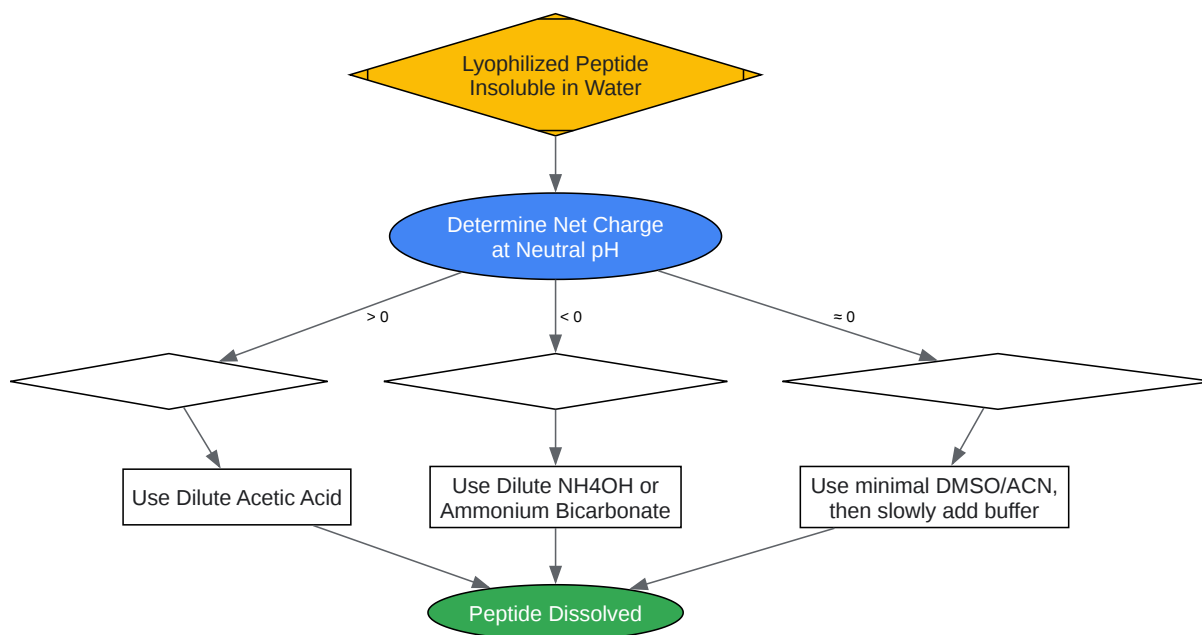 Lyophilized Peptide
Insoluble in Water
Determine Net Charge
at Neutral pH
> 0
< 0
≈ 0
Use Dilute Acetic Acid
Use Dilute NH4OH or
Ammonium Bicarbonate
Use minimal DMSO/ACN,
then slowly add buffer
Peptide Dissolved